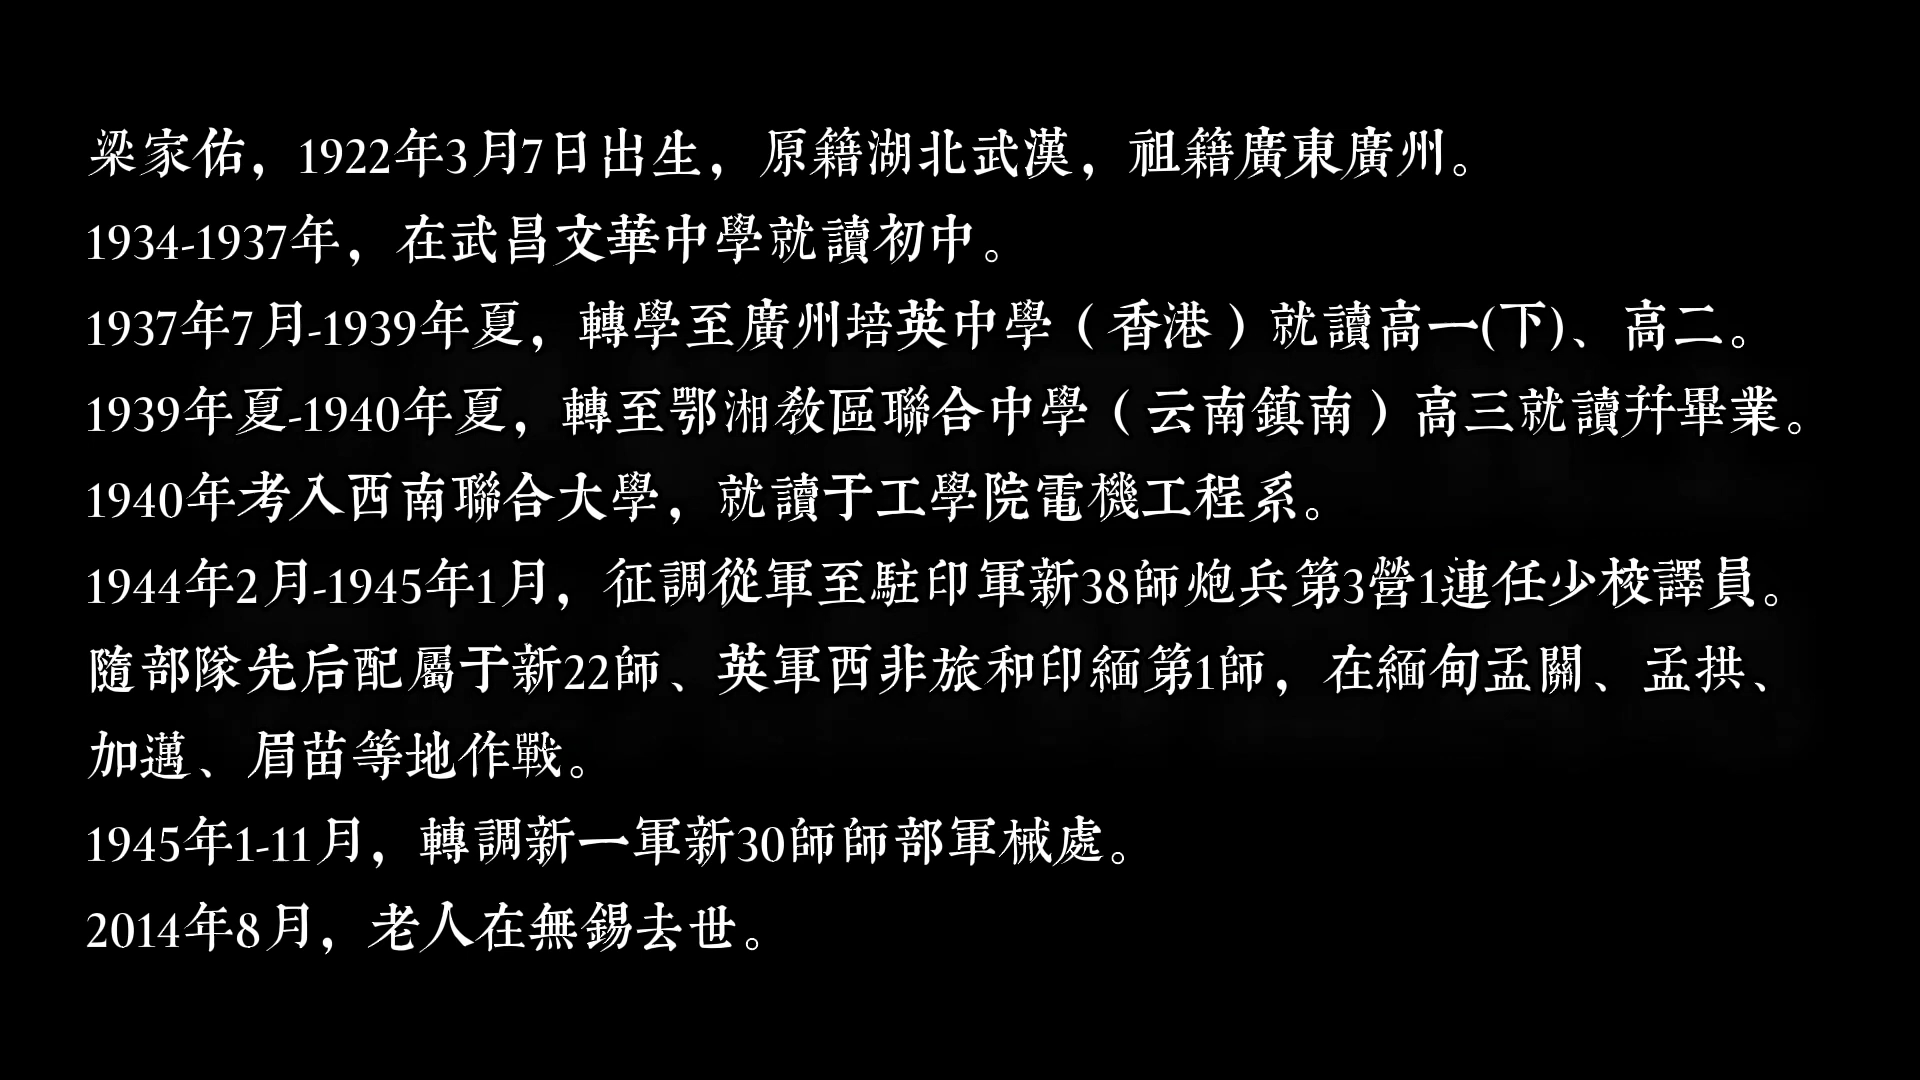 梁家佑，1922年3月7日出生，原籍湖北武漢，祖籍廣東廣州。
1934-1937年，在武昌文華中學就讀初中。
1937年7月-1939年夏，轉學至廣州培英中學（香港）就讀高一(下)、高二。
1939年夏-1940年夏，轉至鄂湘教區聯合中學（云南鎮南）高三就讀并畢業。
1940年考入西南聯合大學，就讀于工學院電機工程系。
1944年2月-1945年1月，征調從軍至駐印軍新38師炮兵第3營1連任少校譯員。
隨部隊先后配屬于新22師、英軍西非旅和印緬第1師，在緬甸孟關、孟拱、
加邁、眉苗等地作戰。
1945年1-11月，轉調新一軍新30師師部軍械處。
2014年8月，老人在無錫去世。